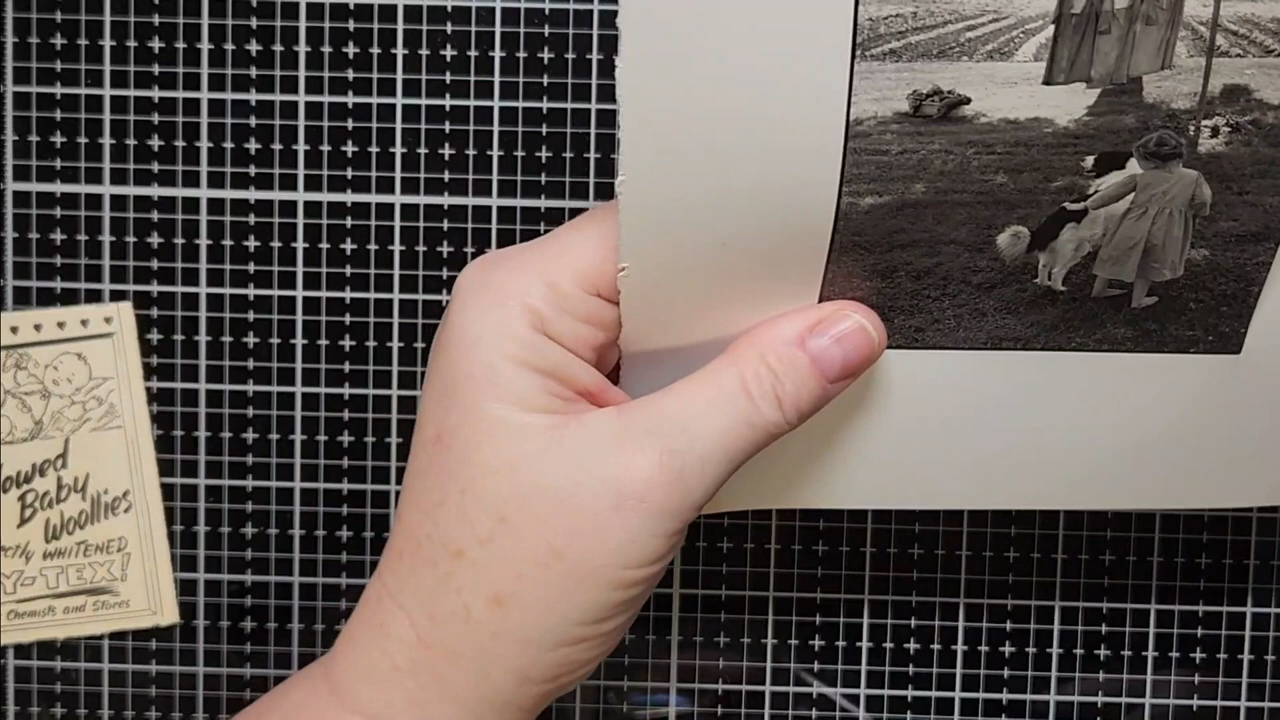 owed
Baby
Woollies
ectly WHITENED
Y-TEX!
Chemists and Stores